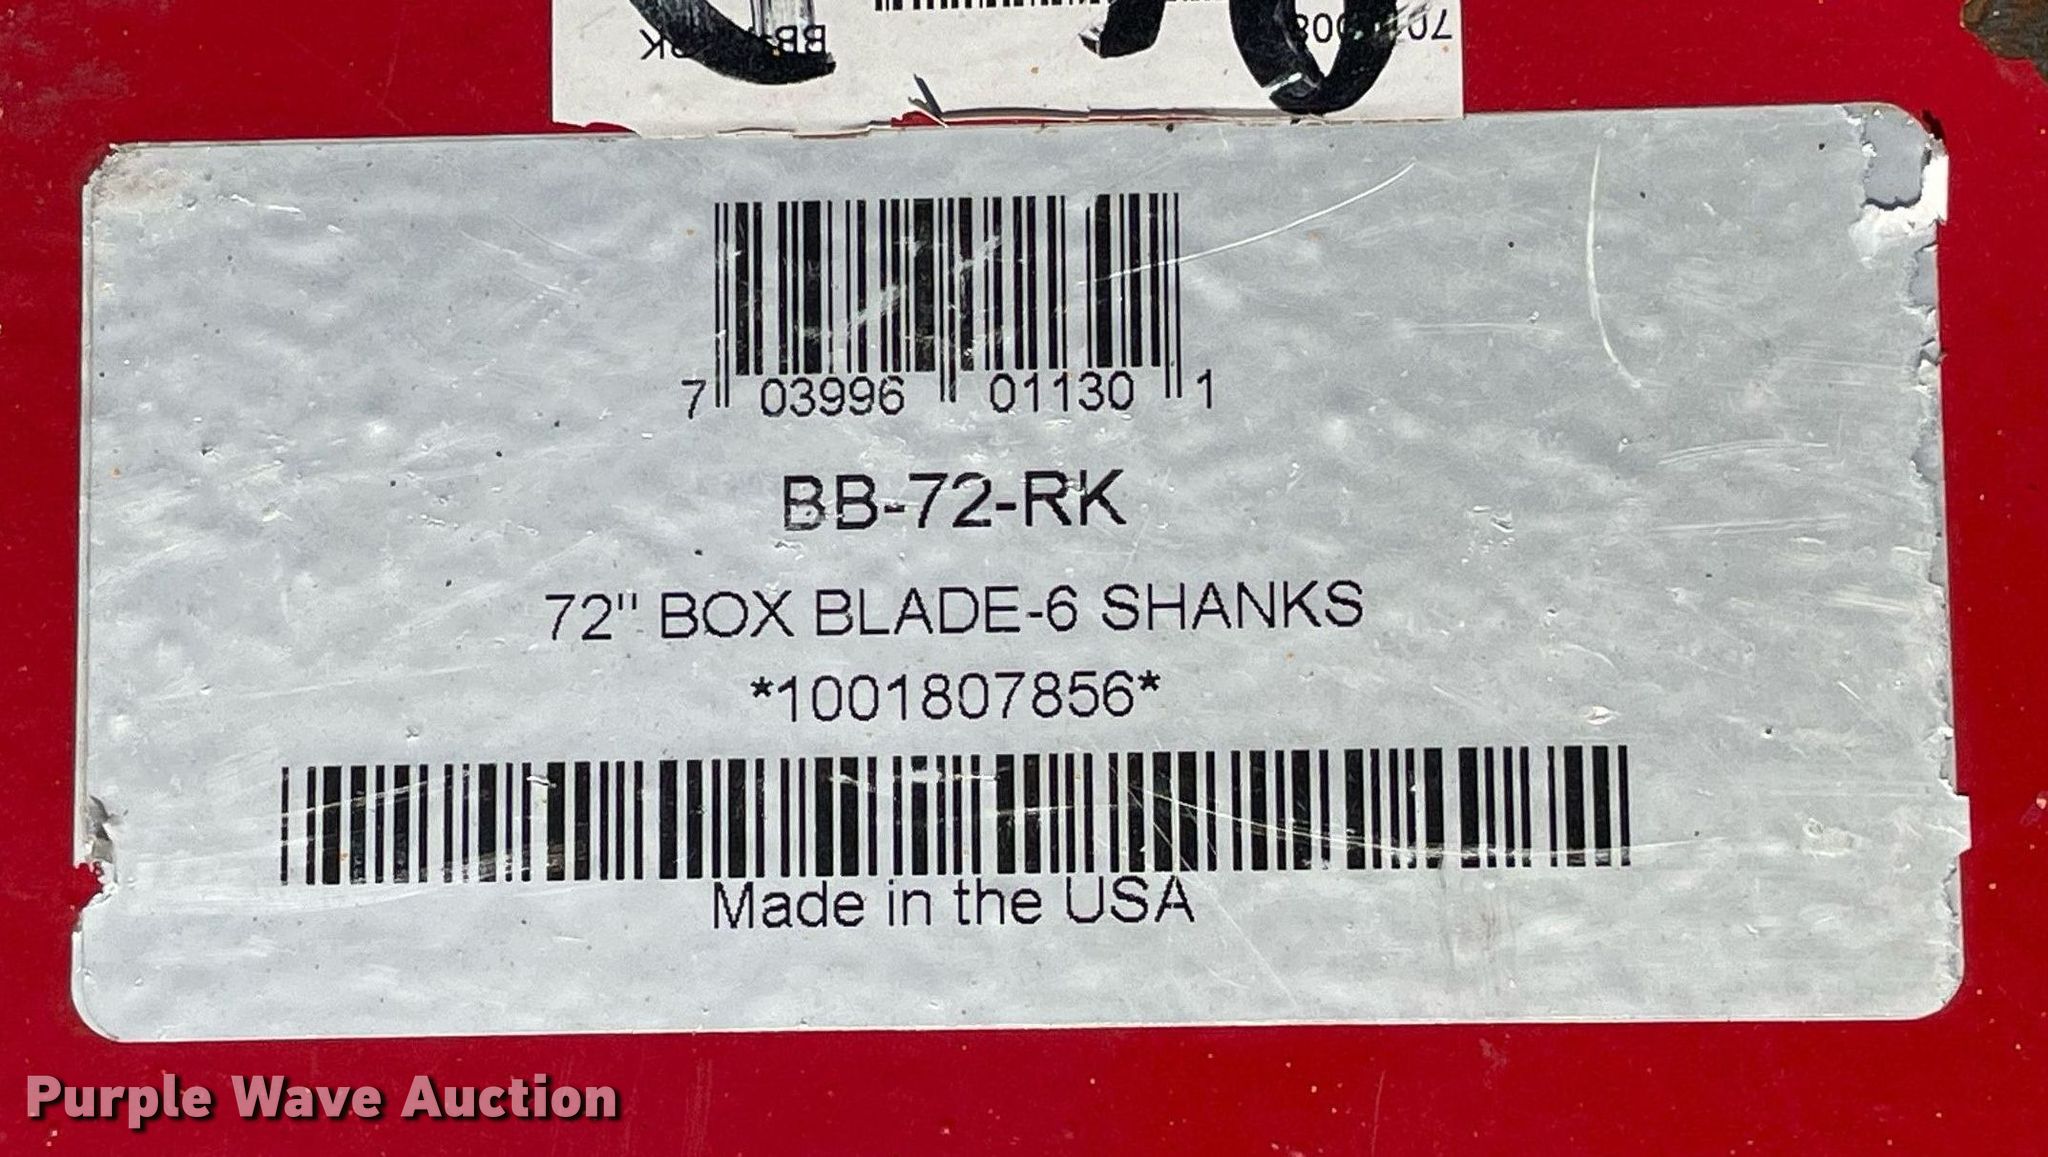 7 03996 01130 1
BB-72-RK
72" BOX BLADE-6 SHANKS
*1001807856*
Made in the USA
Purple Wave Auction